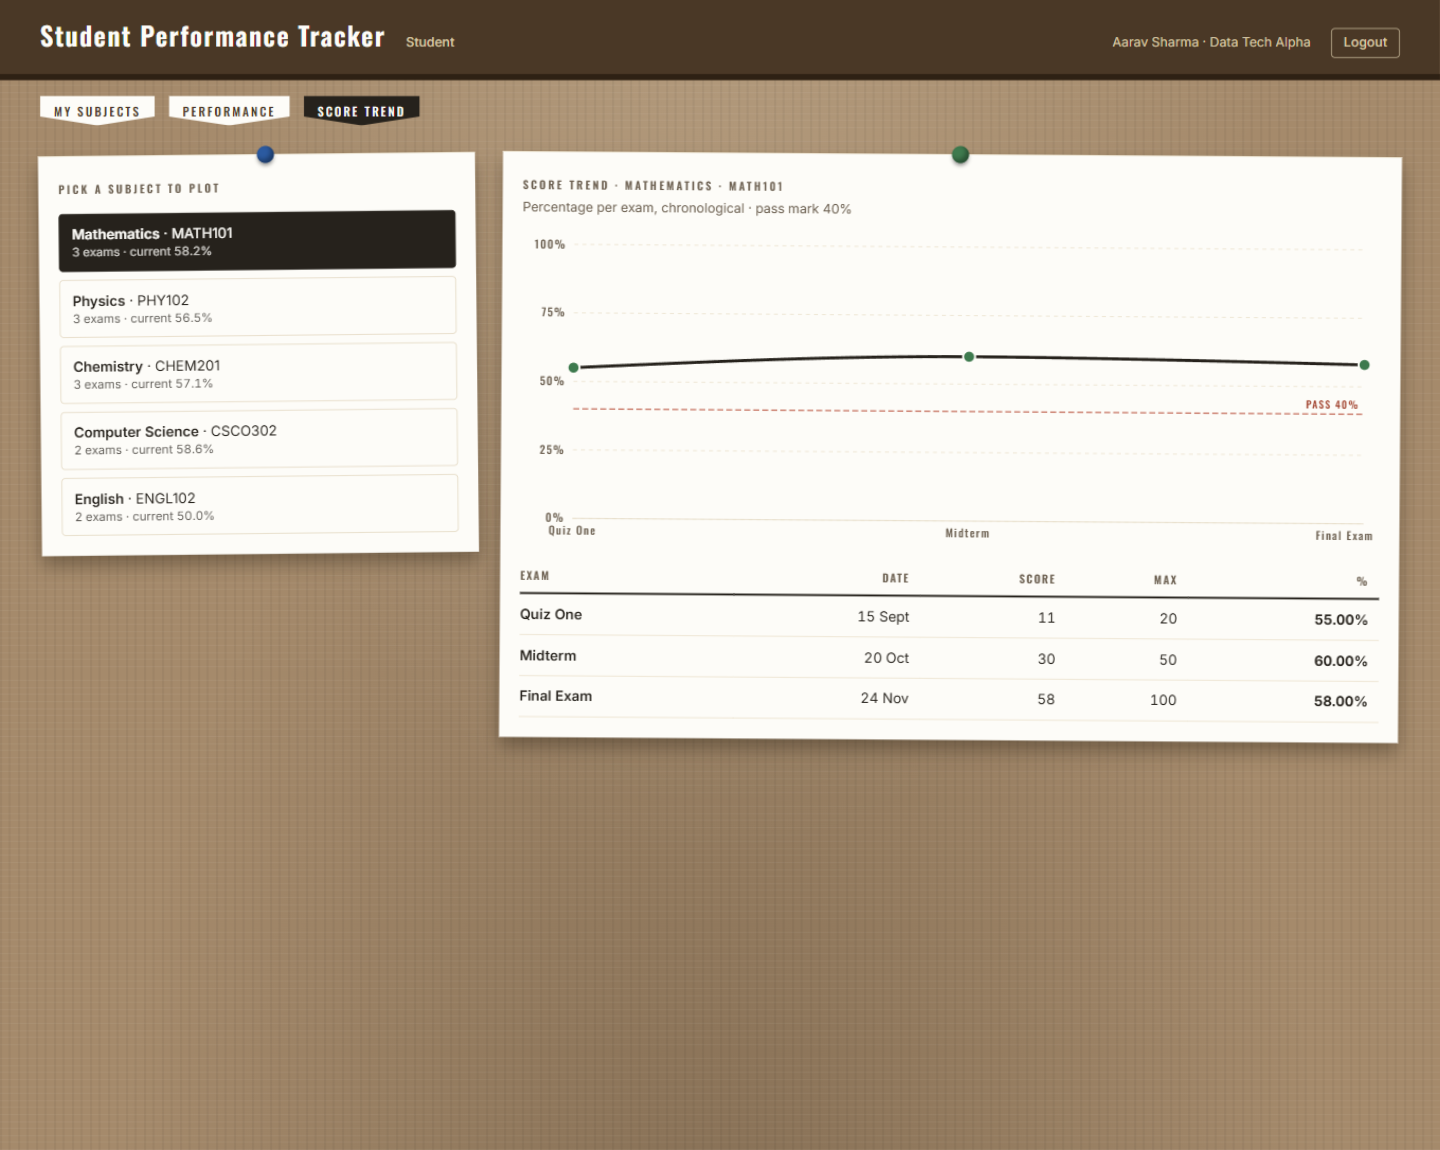 Student Performance Tracker Student
Aarav Sharma · Data Tech Alpha Logout
MY SUBJECTS PERFORMANCE SCORE TREND
PICK A SUBJECT TO PLOT
Mathematics · MATH101
3 exams · current 58.2%
Physics · PHY102
3 exams · current 56.5%
Chemistry · CHEM201
3 exams · current 57.1%
Computer Science · CSCO302
2 exams · current 58.6%
English · ENGL102
2 exams · current 50.0%
SCORE TREND · MATHEMATICS · MATH101
Percentage per exam, chronological · pass mark 40%
100%
75%
50%
PASS 40%
25%
0%
Quiz One Midterm Final Exam
EXAM DATE SCORE MAX %
Quiz One 15 Sept 11 20 55.00%
Midterm 20 Oct 30 50 60.00%
Final Exam 24 Nov 58 100 58.00%